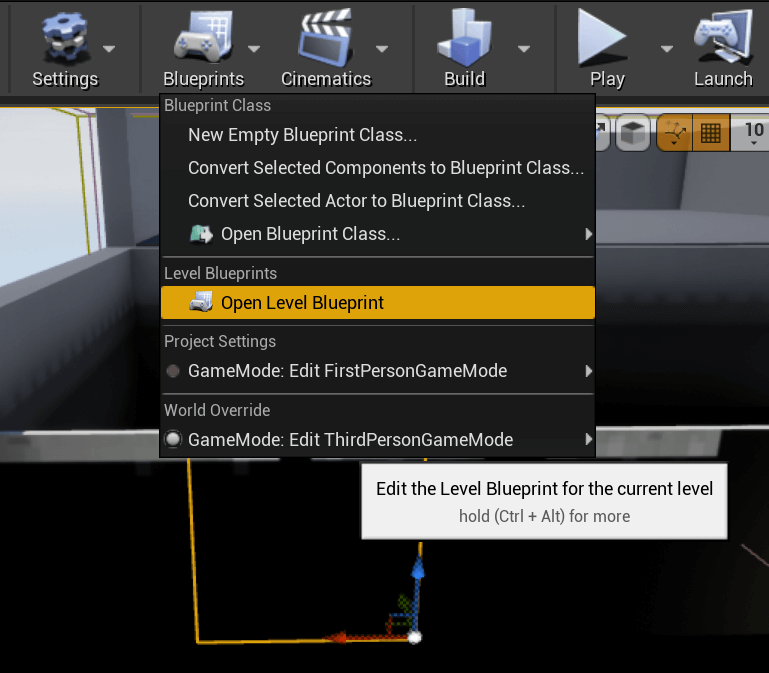 Settings
Blueprints
Cinematics
Build
Play
Launch
Blueprint Class
New Empty Blueprint Class...
Convert Selected Components to Blueprint Class...
Convert Selected Actor to Blueprint Class...
Open Blueprint Class...
10
Level Blueprints
Open Level Blueprint
Project Settings
GameMode: Edit FirstPersonGameMode
World Override
GameMode: Edit ThirdPersonGameMode
Edit the Level Blueprint for the current level
hold (Ctrl + Alt) for more